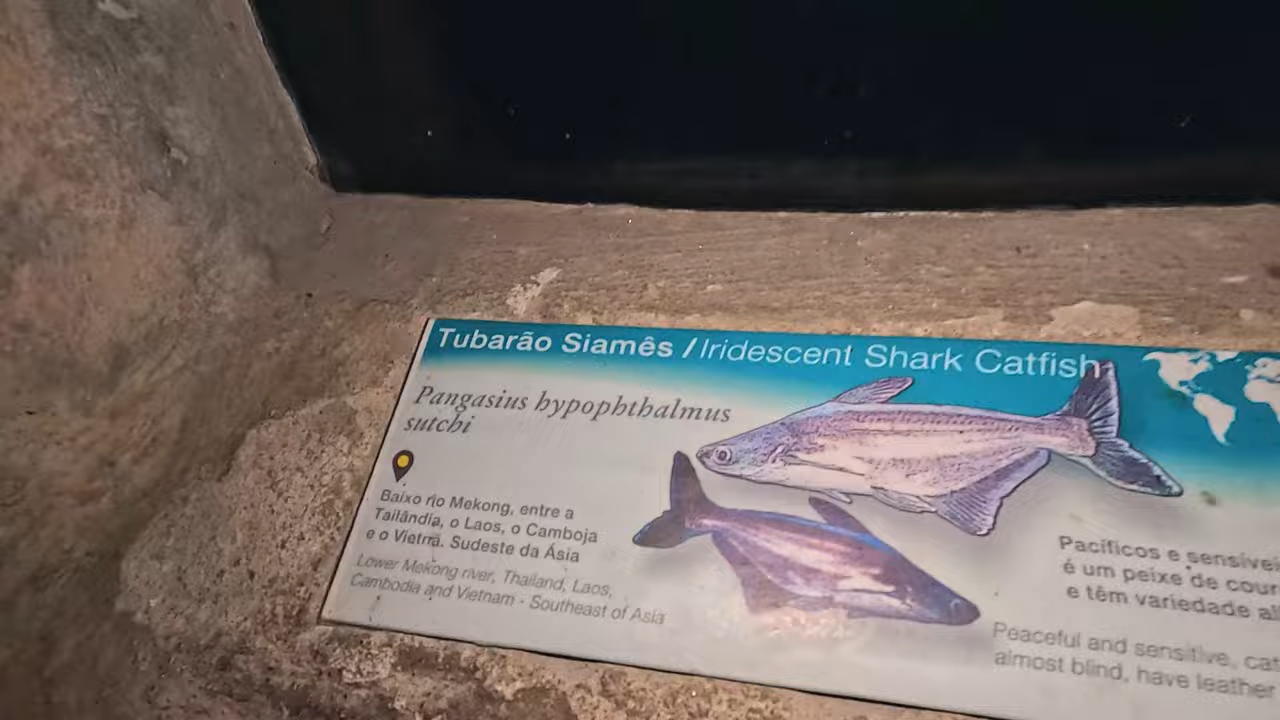 Tubarão Siamês / Iridescent Shark Catfish
Pangasius hypophthalmus
sutchi
Baixo rio Mekong, entre a
Tailândia, o Laos, o Camboja
e o Vietnã. Sudeste da Ásia
Lower Mekong river, Thailand, Laos,
Cambodia and Vietnam - Southeast of Asia
Pacíficos e
é um peixe de
e têm variedade
Peaceful and sensitive,
almost blind, have leather